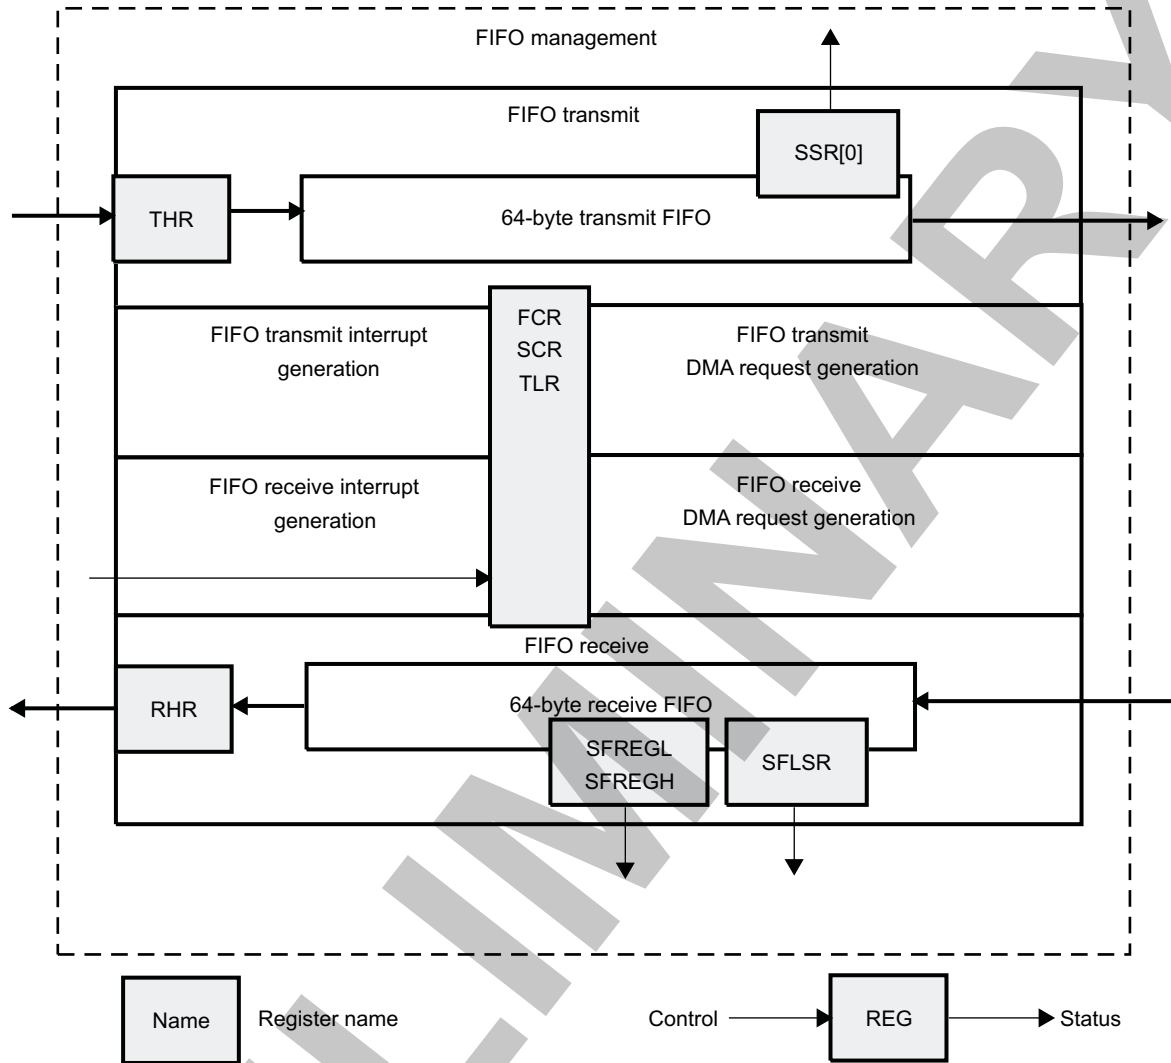 FIFO management
FIFO transmit
SSR[0]
THR
64-byte transmit FIFO
FCR
SCR
TLR
FIFO transmit interrupt
generation
FIFO transmit
DMA request generation
FIFO receive interrupt
generation
FIFO receive
DMA request generation
FIFO receive
RHR
64-byte receive FIFO
SFREGL
SFREGH
SFLSR
Name
Register name
Control
REG
Status
LIMINARY